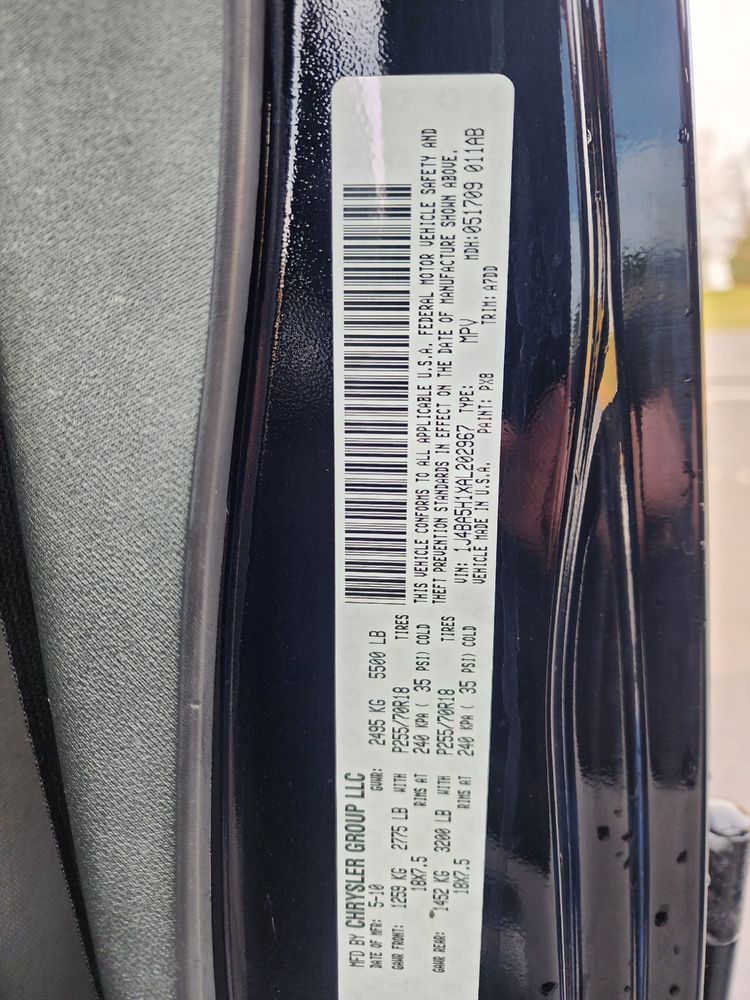 MFD BY CHRYSLER GROUP LLC
DATE OF MFR: 5-10 GVWR: 2495 KG 5500 LB
GAWR FRONT: 1259 KG 2775 LB WITH P255/70R18 TIRES
18X7.5 RIMS AT 240 KPA ( 35 PSI) COLD
GAWR REAR: 1452 KG 3200 LB WITH P255/70R18 TIRES
18X7.5 RIMS AT 240 KPA ( 35 PSI) COLD
THIS VEHICLE CONFORMS TO ALL APPLICABLE U.S.A. FEDERAL MOTOR VEHICLE SAFETY AND
THEFT PREVENTION STANDARDS IN EFFECT ON THE DATE OF MANUFACTURE SHOWN ABOVE.
VIN: 1J4BA5H1XAL202967 TYPE: MPV MDH:051709 011AB
VEHICLE MADE IN U.S.A. PAINT: PX8 TRIM: A7DD